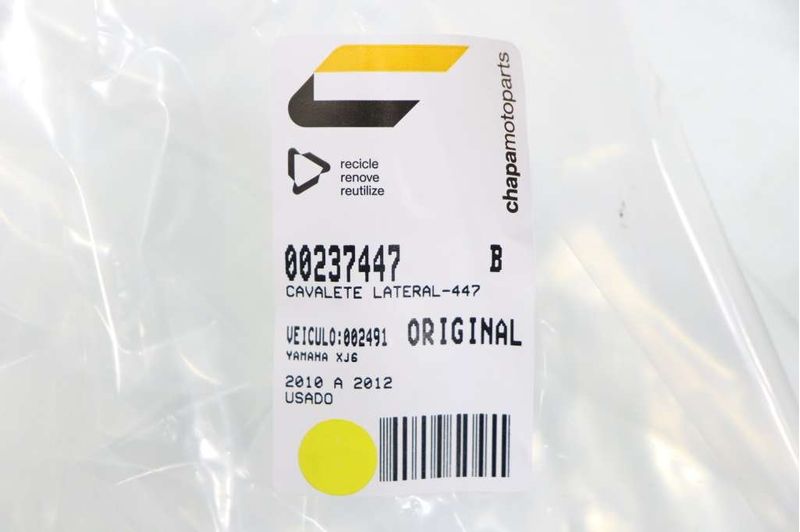 chapamotoparts
recicle
renove
reutilize
00237447 B
CAVALETE LATERAL-447
VEICULO:002491 ORIGINAL
YAMAHA XJ6
2010 A 2012
USADO